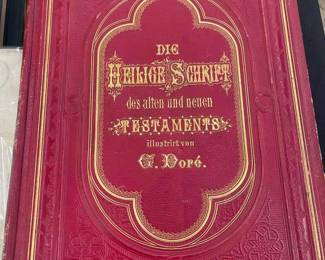 DIE
HEILIGE SCHRIFT
des alten und neuen
TESTAMENTS
illustrirt von
G. Doré.